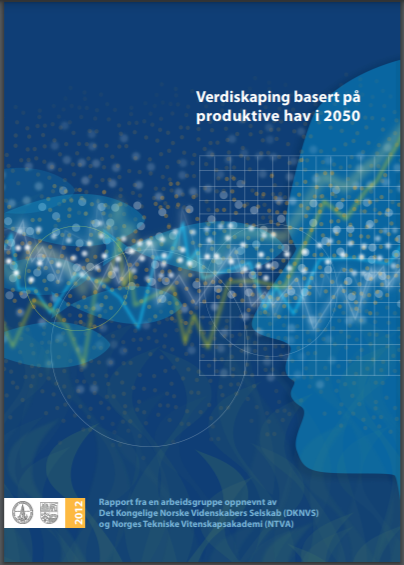 Verdiskaping basert på
produktive hav i 2050
2012
Rapport fra en arbeidsgruppe oppnevnt av
Det Kongelige Norske Videnskabers Selskab (DKNVS)
og Norges Tekniske Vitenskapsakademi (NTVA)